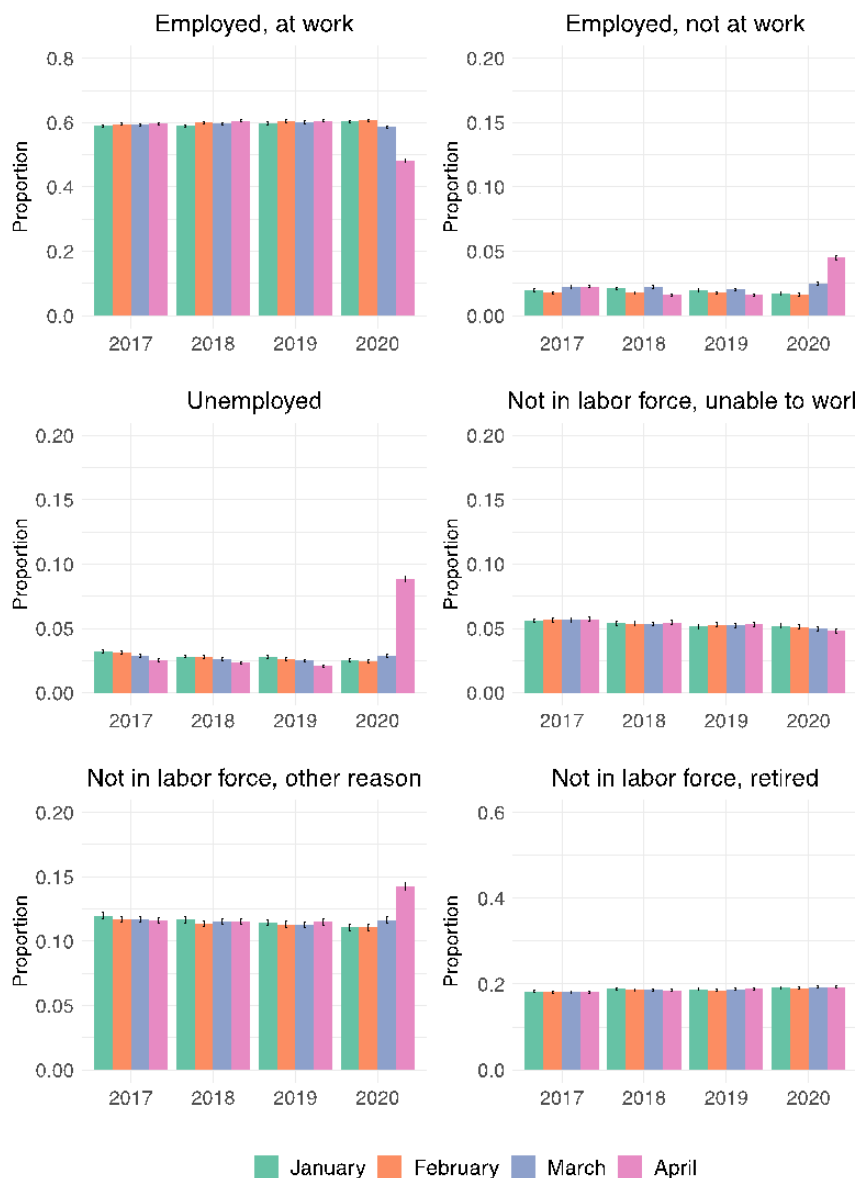 Employed, at work
Employed, not at work
Proportion
0.8
0.6
0.4
0.2
0.0
2017 2018 2019 2020
Proportion
0.20
0.15
0.10
0.05
0.00
2017 2018 2019 2020
Unemployed
Not in labor force, unable to worl
Proportion
0.20
0.15
0.10
0.05
0.00
2017 2018 2019 2020
Proportion
0.20
0.15
0.10
0.05
0.00
2017 2018 2019 2020
Not in labor force, other reason
Not in labor force, retired
Proportion
0.20
0.15
0.10
0.05
0.00
2017 2018 2019 2020
Proportion
0.6
0.4
0.2
0.0
2017 2018 2019 2020
January February March April